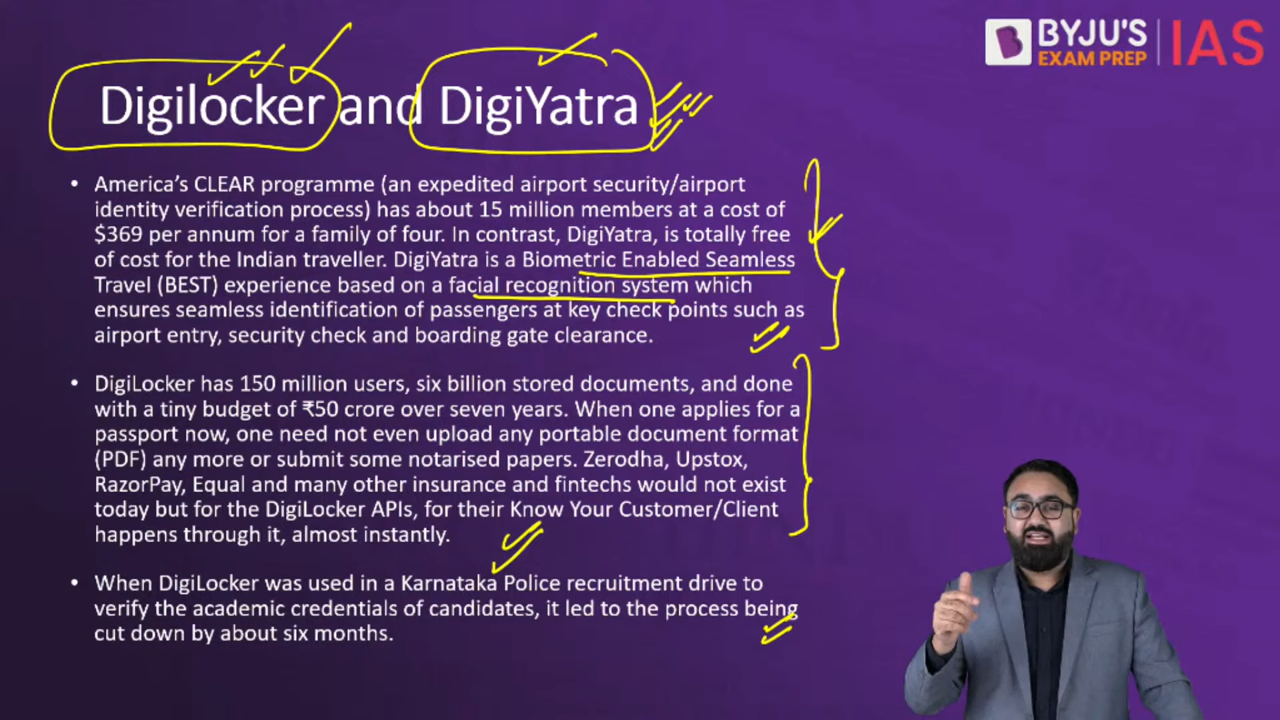 BYJU'S
EXAM PREP
IAS
Digilocker and DigiYatra
• America's CLEAR programme (an expedited airport security/airport
identity verification process) has about 15 million members at a cost of
$369 per annum for a family of four. In contrast, DigiYatra, is totally free
of cost for the Indian traveller. DigiYatra is a Biometric Enabled Seamless
Travel (BEST) experience based on a facial recognition system which
ensures seamless identification of passengers at key check points such as
airport entry, security check and boarding gate clearance.
• DigiLocker has 150 million users, six billion stored documents, and done
with a tiny budget of ₹50 crore over seven years. When one applies for a
passport now, one need not even upload any portable document format
(PDF) any more or submit some notarised papers. Zerodha, Upstox,
RazorPay, Equal and many other insurance and fintechs would not exist
today but for the DigiLocker APIs, for their Know Your Customer/Client
happens through it, almost instantly.
• When DigiLocker was used in a Karnataka Police recruitment drive to
verify the academic credentials of candidates, it led to the process being
cut down by about six months.